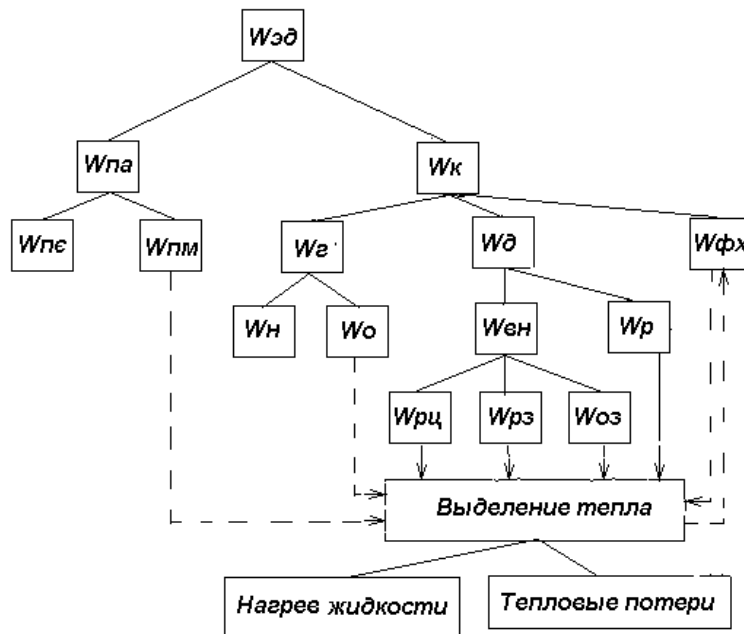 Wэд
Wпа
Wк
Wпє
Wпм
Wг
Wд
Wфх
Wн
Wо
Wвн
Wр
Wрц
Wрз
Wоз
Выделение тепла
Нагрев жидкости
Тепловые потери